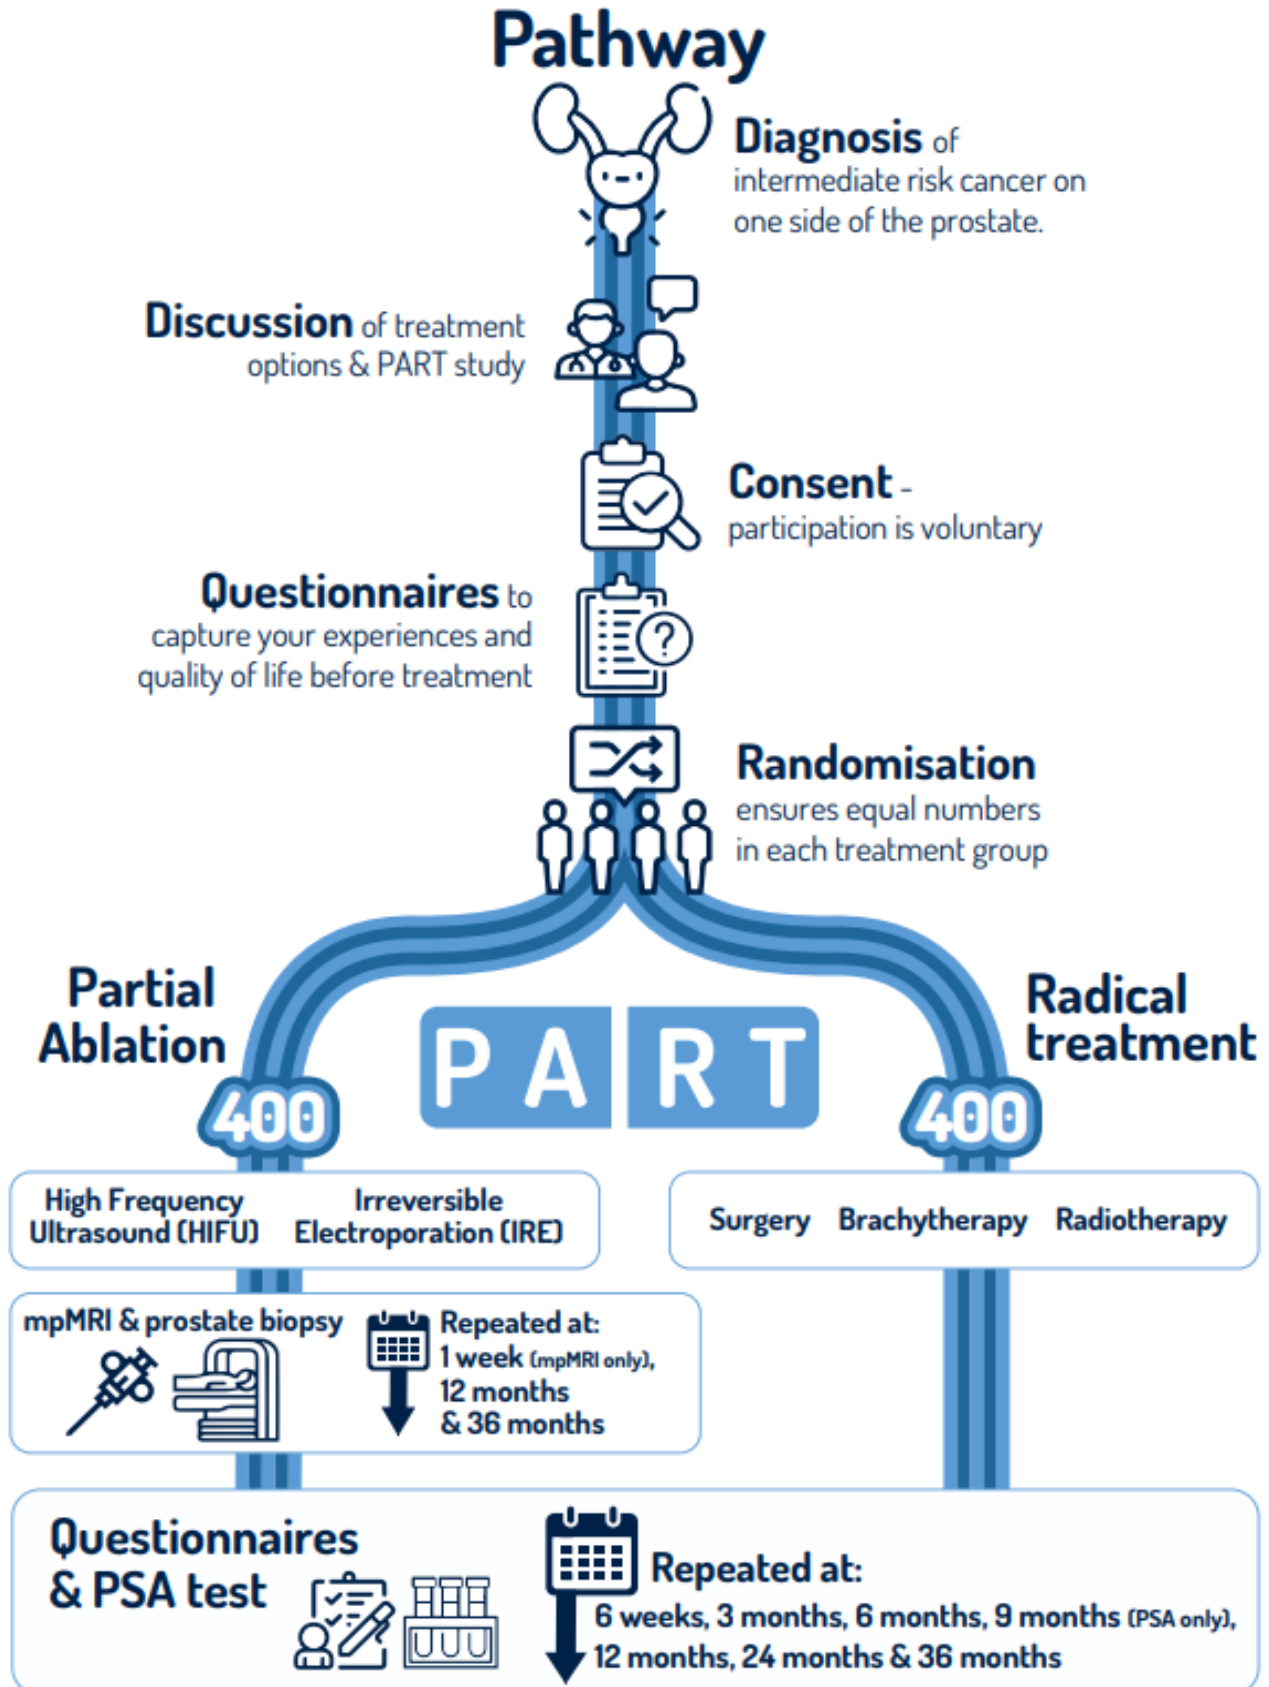 Pathway
Diagnosis of
intermediate risk cancer on
one side of the prostate.
Discussion of treatment
options & PART study
Consent -
participation is voluntary
Questionnaires to
capture your experiences and
quality of life before treatment
Randomisation
ensures equal numbers
in each treatment group
Partial
Ablation
PART
Radical
treatment
400
400
High Frequency
Ultrasound (HIFU)
Irreversible
Electroporation (IRE)
Surgery Brachytherapy Radiotherapy
mpMRI & prostate biopsy
Repeated at:
1 week (mpMRI only),
12 months
& 36 months
Questionnaires
& PSA test
Repeated at:
6 weeks, 3 months, 6 months, 9 months (PSA only),
12 months, 24 months & 36 months